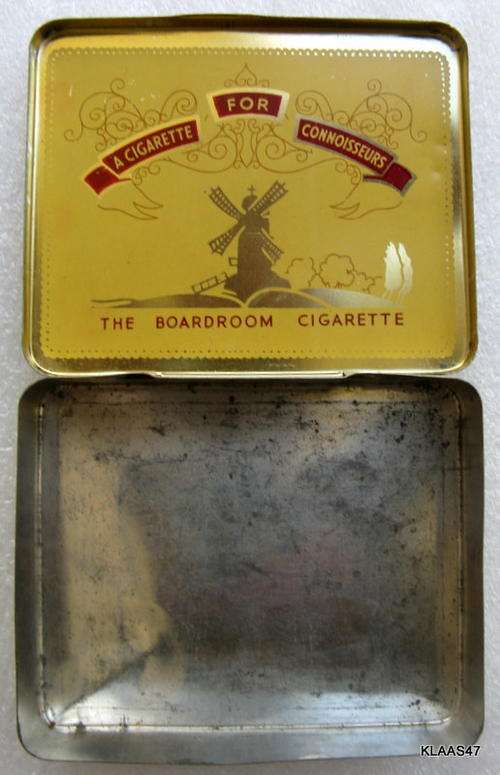 A CIGARETTE FOR CONNOISSEURS
THE BOARDROOM CIGARETTE
KLAAS47